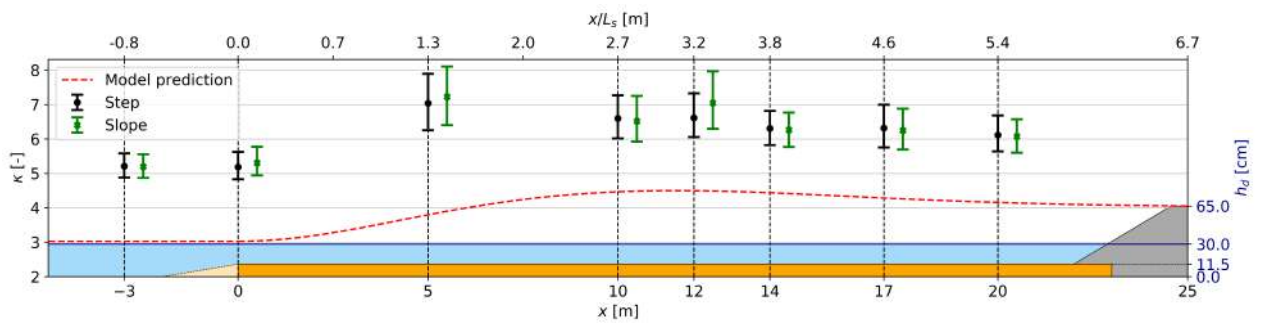 x/Lₛ [m]
-0.8 0.0 0.7 1.3 2.0 2.7 3.2 3.8 4.6 5.4 6.7
8
7
6
5
4
3
2
κ [-]
Model prediction
Step
Slope
65.0
30.0
11.5
0.0
h_d [cm]
−3 0 5 10 12 14 17 20 25
x [m]